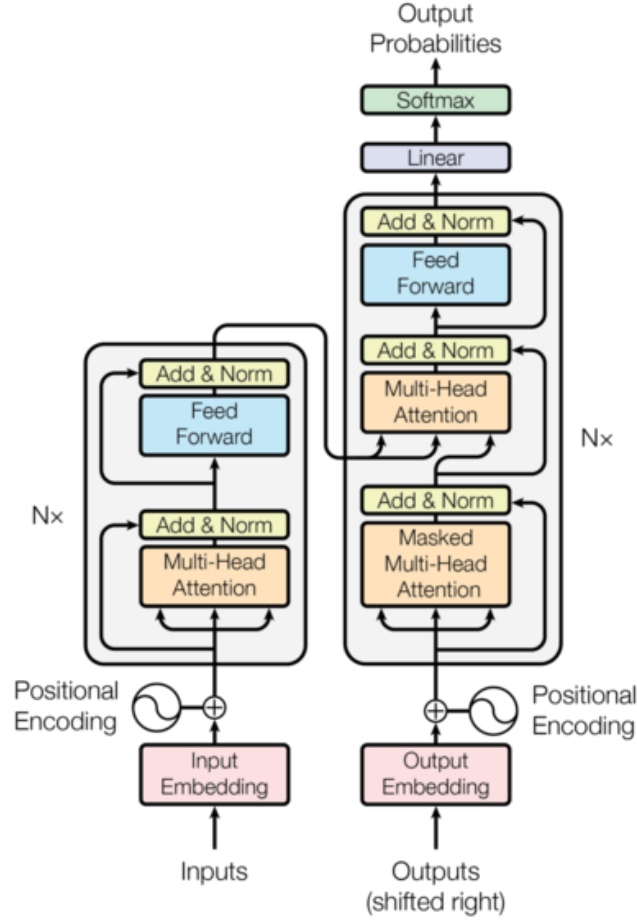 Output
Probabilities
Softmax
Linear
Add & Norm
Feed
Forward
Add & Norm
Multi-Head
Attention
Add & Norm
Masked
Multi-Head
Attention
N×
Add & Norm
Feed
Forward
Add & Norm
Multi-Head
Attention
N×
Positional
Encoding
Positional
Encoding
Input
Embedding
Output
Embedding
Inputs
Outputs
(shifted right)